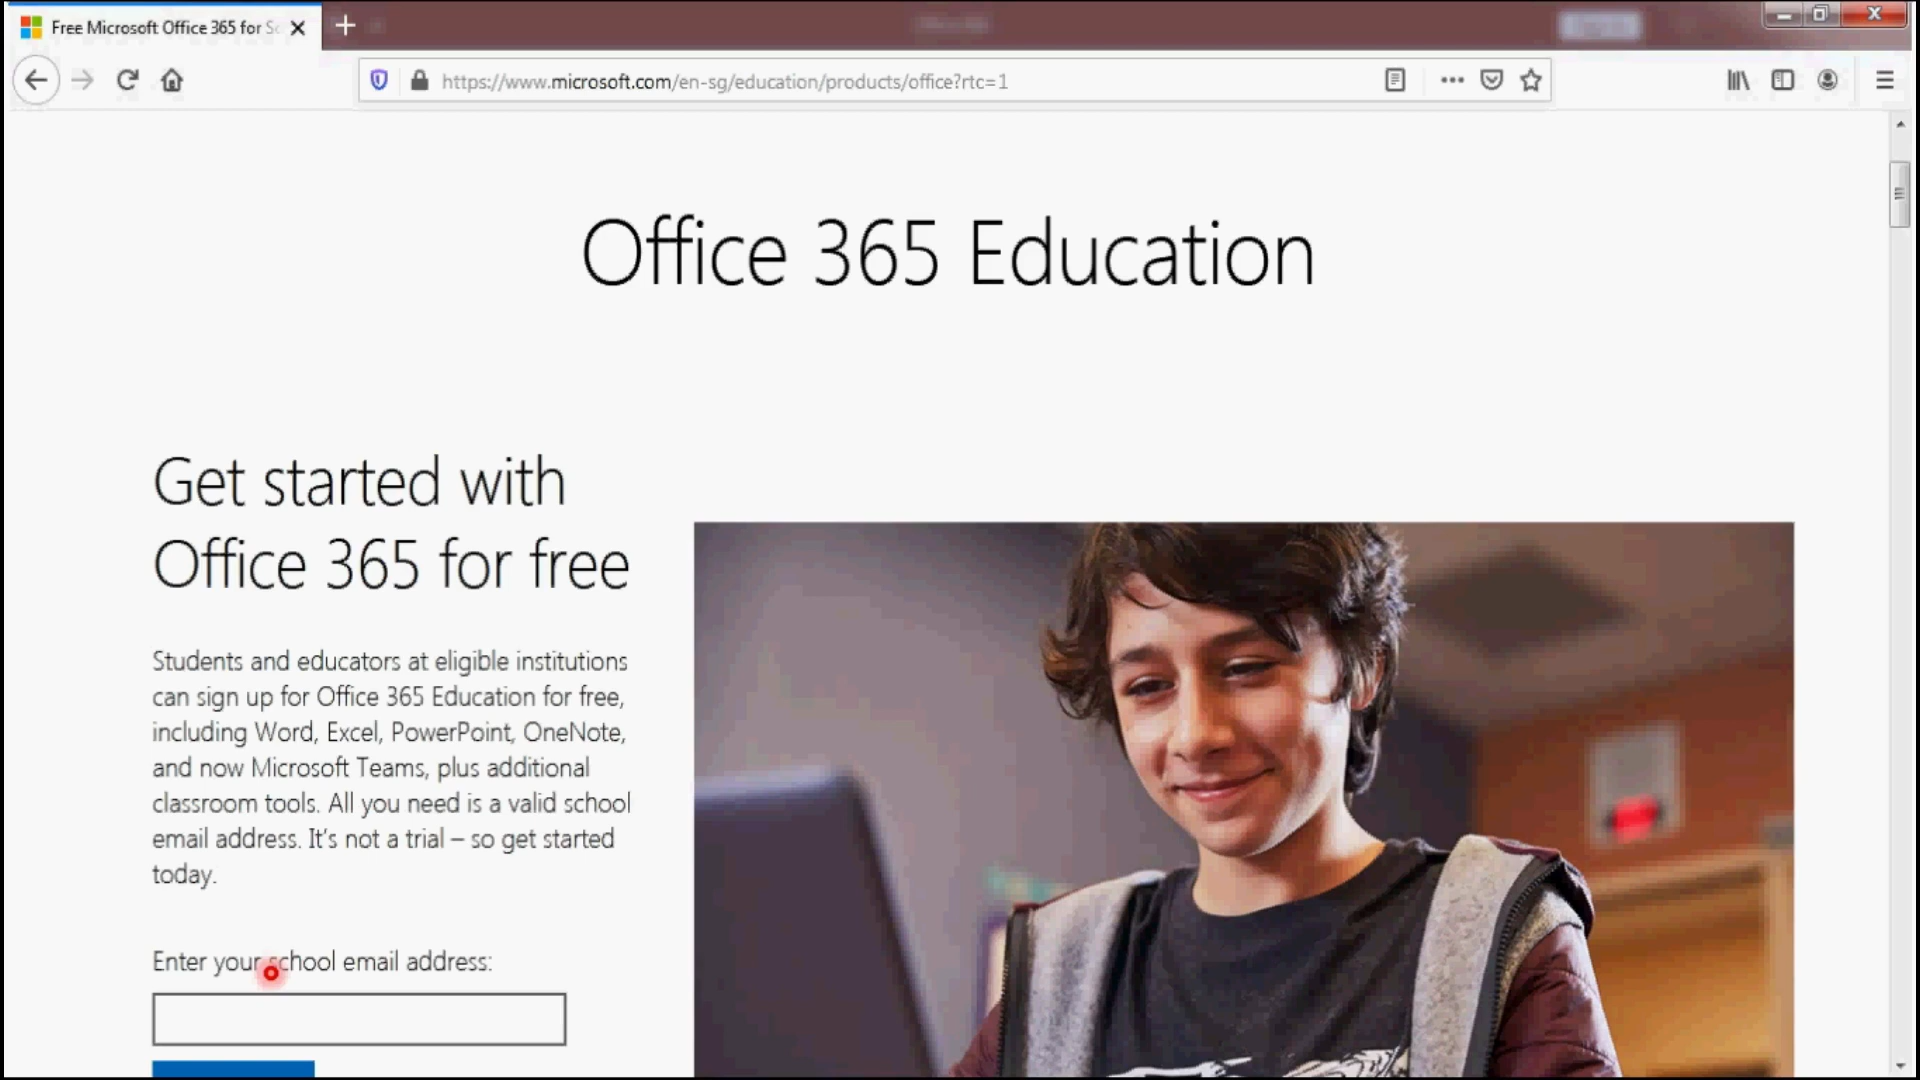 Free Microsoft Office 365 for Sc
https://www.microsoft.com/en-sg/education/products/office?rtc=1
Office 365 Education
Get started with
Office 365 for free
Students and educators at eligible institutions
can sign up for Office 365 Education for free,
including Word, Excel, PowerPoint, OneNote,
and now Microsoft Teams, plus additional
classroom tools. All you need is a valid school
email address. It's not a trial – so get started
today.
Enter your school email address: